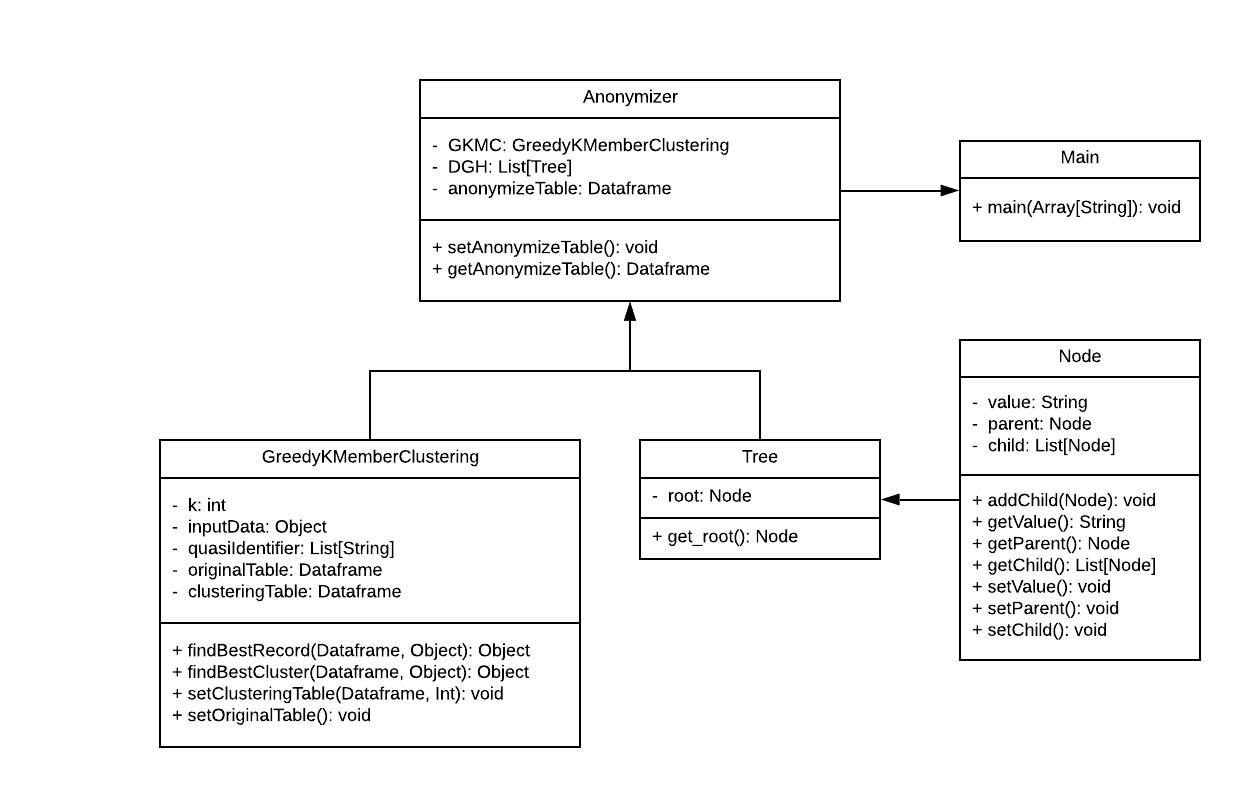 Anonymizer
- GKMC: GreedyKMemberClustering
- DGH: List[Tree]
- anonymizeTable: Dataframe
+ setAnonymizeTable(): void
+ getAnonymizeTable(): Dataframe
Main
+ main(Array[String]): void
GreedyKMemberClustering
- k: int
- inputData: Object
- quasiIdentifier: List[String]
- originalTable: Dataframe
- clusteringTable: Dataframe
+ findBestRecord(Dataframe, Object): Object
+ findBestCluster(Dataframe, Object): Object
+ setClusteringTable(Dataframe, Int): void
+ setOriginalTable(): void
Tree
- root: Node
+ get_root(): Node
Node
- value: String
- parent: Node
- child: List[Node]
+ addChild(Node): void
+ getValue(): String
+ getParent(): Node
+ getChild(): List[Node]
+ setValue(): void
+ setParent(): void
+ setChild(): void